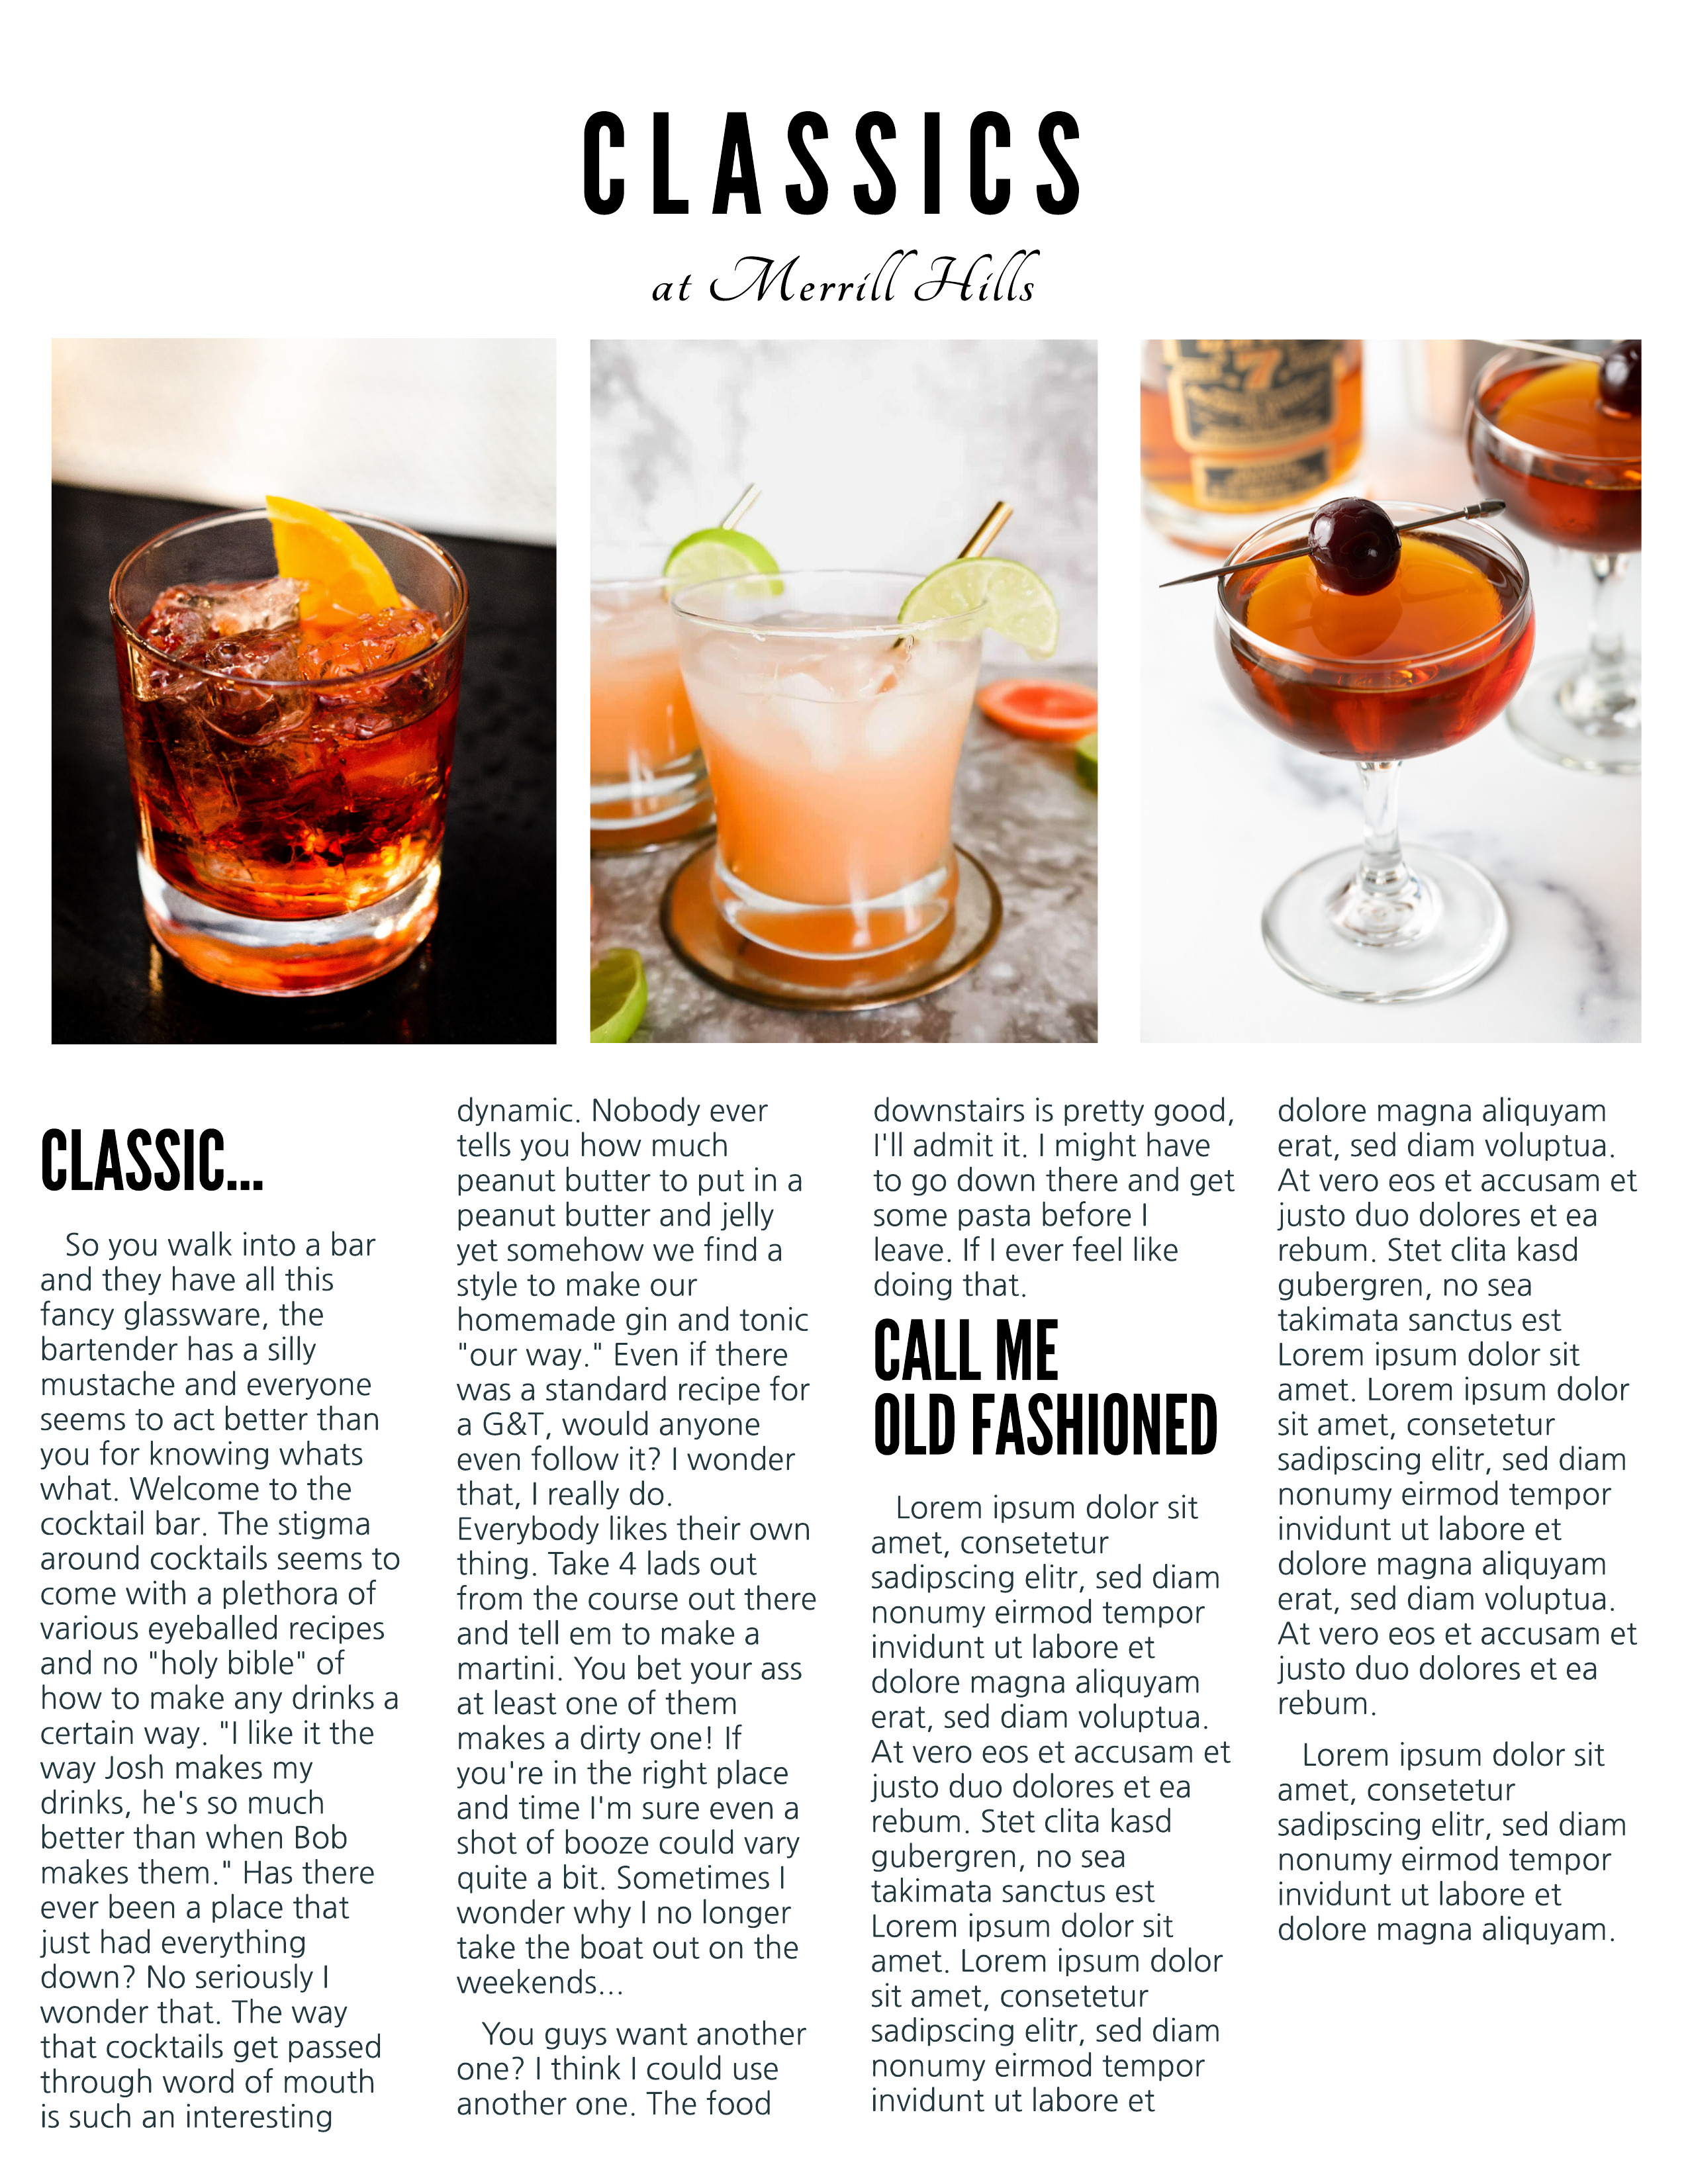 CLASSICS
at Merrill Hills
7
CLASSIC...
So you walk into a bar
and they have all this
fancy glassware, the
bartender has a silly
mustache and everyone
seems to act better than
you for knowing whats
what. Welcome to the
cocktail bar. The stigma
around cocktails seems to
come with a plethora of
various eyeballed recipes
and no "holy bible" of
how to make any drinks a
certain way. "I like it the
way Josh makes my
drinks, he's so much
better than when Bob
makes them." Has there
ever been a place that
just had everything
down? No seriously I
wonder that. The way
that cocktails get passed
through word of mouth
is such an interesting
dynamic. Nobody ever
tells you how much
peanut butter to put in a
peanut butter and jelly
yet somehow we find a
style to make our
homemade gin and tonic
"our way." Even if there
was a standard recipe for
a G&T, would anyone
even follow it? I wonder
that, I really do.
Everybody likes their own
thing. Take 4 lads out
from the course out there
and tell em to make a
martini. You bet your ass
at least one of them
makes a dirty one! If
you're in the right place
and time I'm sure even a
shot of booze could vary
quite a bit. Sometimes I
wonder why I no longer
take the boat out on the
weekends...
You guys want another
one? I think I could use
another one. The food
downstairs is pretty good,
I'll admit it. I might have
to go down there and get
some pasta before I
leave. If I ever feel like
doing that.
CALL ME
OLD FASHIONED
Lorem ipsum dolor sit
amet, consetetur
sadipscing elitr, sed diam
nonumy eirmod tempor
invidunt ut labore et
dolore magna aliquyam
erat, sed diam voluptua.
At vero eos et accusam et
justo duo dolores et ea
rebum. Stet clita kasd
gubergren, no sea
takimata sanctus est
Lorem ipsum dolor sit
amet. Lorem ipsum dolor
sit amet, consetetur
sadipscing elitr, sed diam
nonumy eirmod tempor
invidunt ut labore et
dolore magna aliquyam
erat, sed diam voluptua.
At vero eos et accusam et
justo duo dolores et ea
rebum. Stet clita kasd
gubergren, no sea
takimata sanctus est
Lorem ipsum dolor sit
amet. Lorem ipsum dolor
sit amet, consetetur
sadipscing elitr, sed diam
nonumy eirmod tempor
invidunt ut labore et
dolore magna aliquyam
erat, sed diam voluptua.
At vero eos et accusam et
justo duo dolores et ea
rebum.
Lorem ipsum dolor sit
amet, consetetur
sadipscing elitr, sed diam
nonumy eirmod tempor
invidunt ut labore et
dolore magna aliquyam.